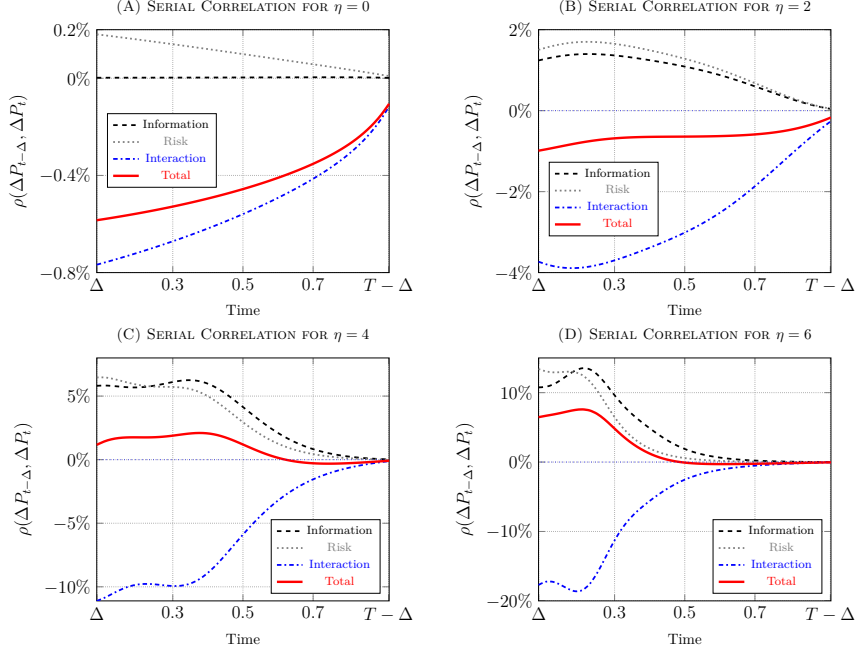 (A) SERIAL CORRELATION FOR η = 0
0.2%
0%
−0.4%
−0.8%
ρ(ΔP_{t−Δ}, ΔP_t)
Information
Risk
Interaction
Total
Δ
0.3
0.5
0.7
T − Δ
Time
(B) SERIAL CORRELATION FOR η = 2
2%
0%
−2%
−4%
ρ(ΔP_{t−Δ}, ΔP_t)
Information
Risk
Interaction
Total
Δ
0.3
0.5
0.7
T − Δ
Time
(C) SERIAL CORRELATION FOR η = 4
5%
0%
−5%
−10%
ρ(ΔP_{t−Δ}, ΔP_t)
Information
Risk
Interaction
Total
Δ
0.3
0.5
0.7
T − Δ
Time
(D) SERIAL CORRELATION FOR η = 6
10%
0%
−10%
−20%
ρ(ΔP_{t−Δ}, ΔP_t)
Information
Risk
Interaction
Total
Δ
0.3
0.5
0.7
T − Δ
Time